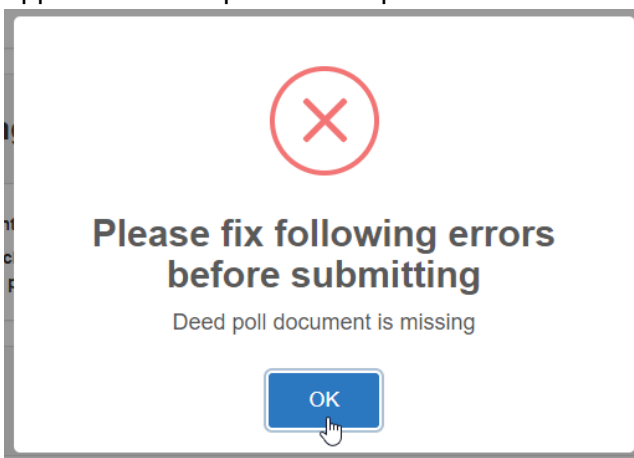 Please fix following errors
before submitting
Deed poll document is missing
OK